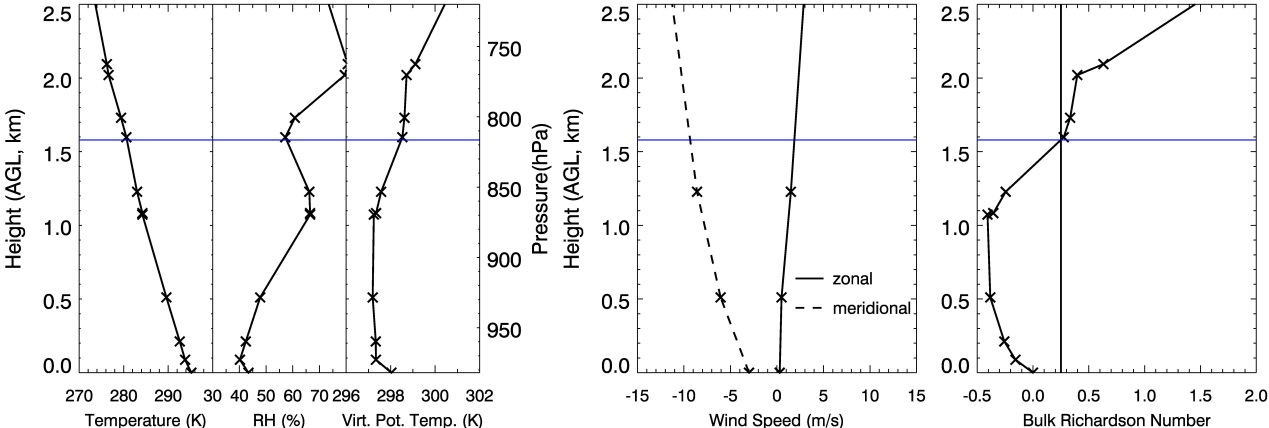 2.5 2.5 2.5
750
2.0 2.0 2.0
800
1.5 1.5 1.5
850
1.0 1.0 1.0
900
zonal
0.5 0.5 0.5
meridional
950
0.0 0.0 0.0
270 280 290 30 40 50 60 70 296 298 300 302 -15 -10 -5 0 5 10 15 -0.5 0.0 0.5 1.0 1.5 2.0
Height (AGL, km)
Pressure(hPa)
Height (AGL, km)
Temperature (K) RH (%) Virt. Pot. Temp. (K) Wind Speed (m/s) Bulk Richardson Number